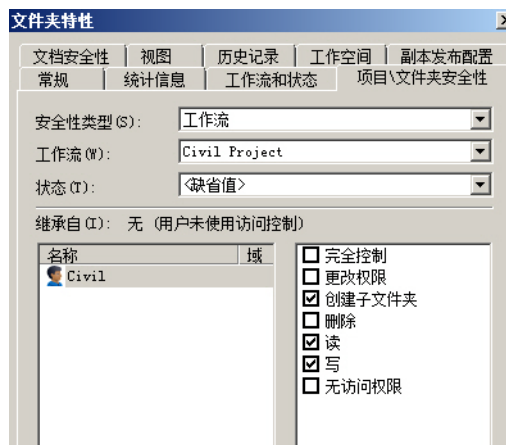 文件夹特性
文档安全性 视图 历史记录 工作空间 副本发布配置
常规 统计信息 工作流和状态 项目\文件夹安全性
安全性类型(S): 工作流
工作流(W): Civil Project
状态(T): <缺省值>
继承自(I): 无 (用户未使用访问控制)
名称 域
Civil
完全控制
更改权限
创建子文件夹
删除
读
写
无访问权限